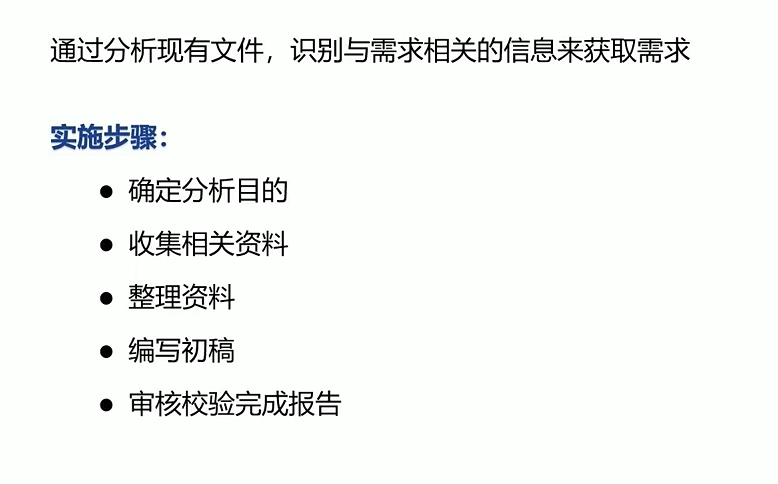 通过分析现有文件，识别与需求相关的信息来获取需求
实施步骤：
● 确定分析目的
● 收集相关资料
● 整理资料
● 编写初稿
● 审核校验完成报告